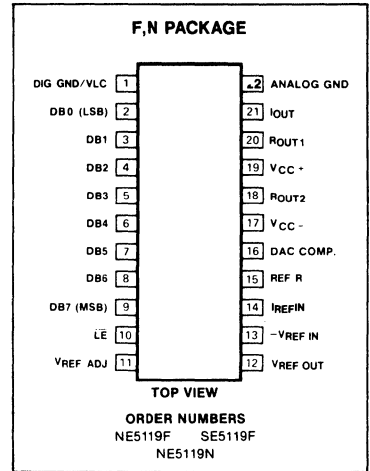 F,N PACKAGE
DIG GND/VLC 1
DB0 (LSB) 2
DB1 3
DB2 4
DB3 5
DB4 6
DB5 7
DB6 8
DB7 (MSB) 9
LE 10
VREF ADJ 11
22 ANALOG GND
21 IOUT
20 ROUT1
19 VCC +
18 ROUT2
17 VCC -
16 DAC COMP.
15 REF R
14 IREFIN
13 -VREF IN
12 VREF OUT
TOP VIEW
ORDER NUMBERS
NE5119F SE5119F
NE5119N